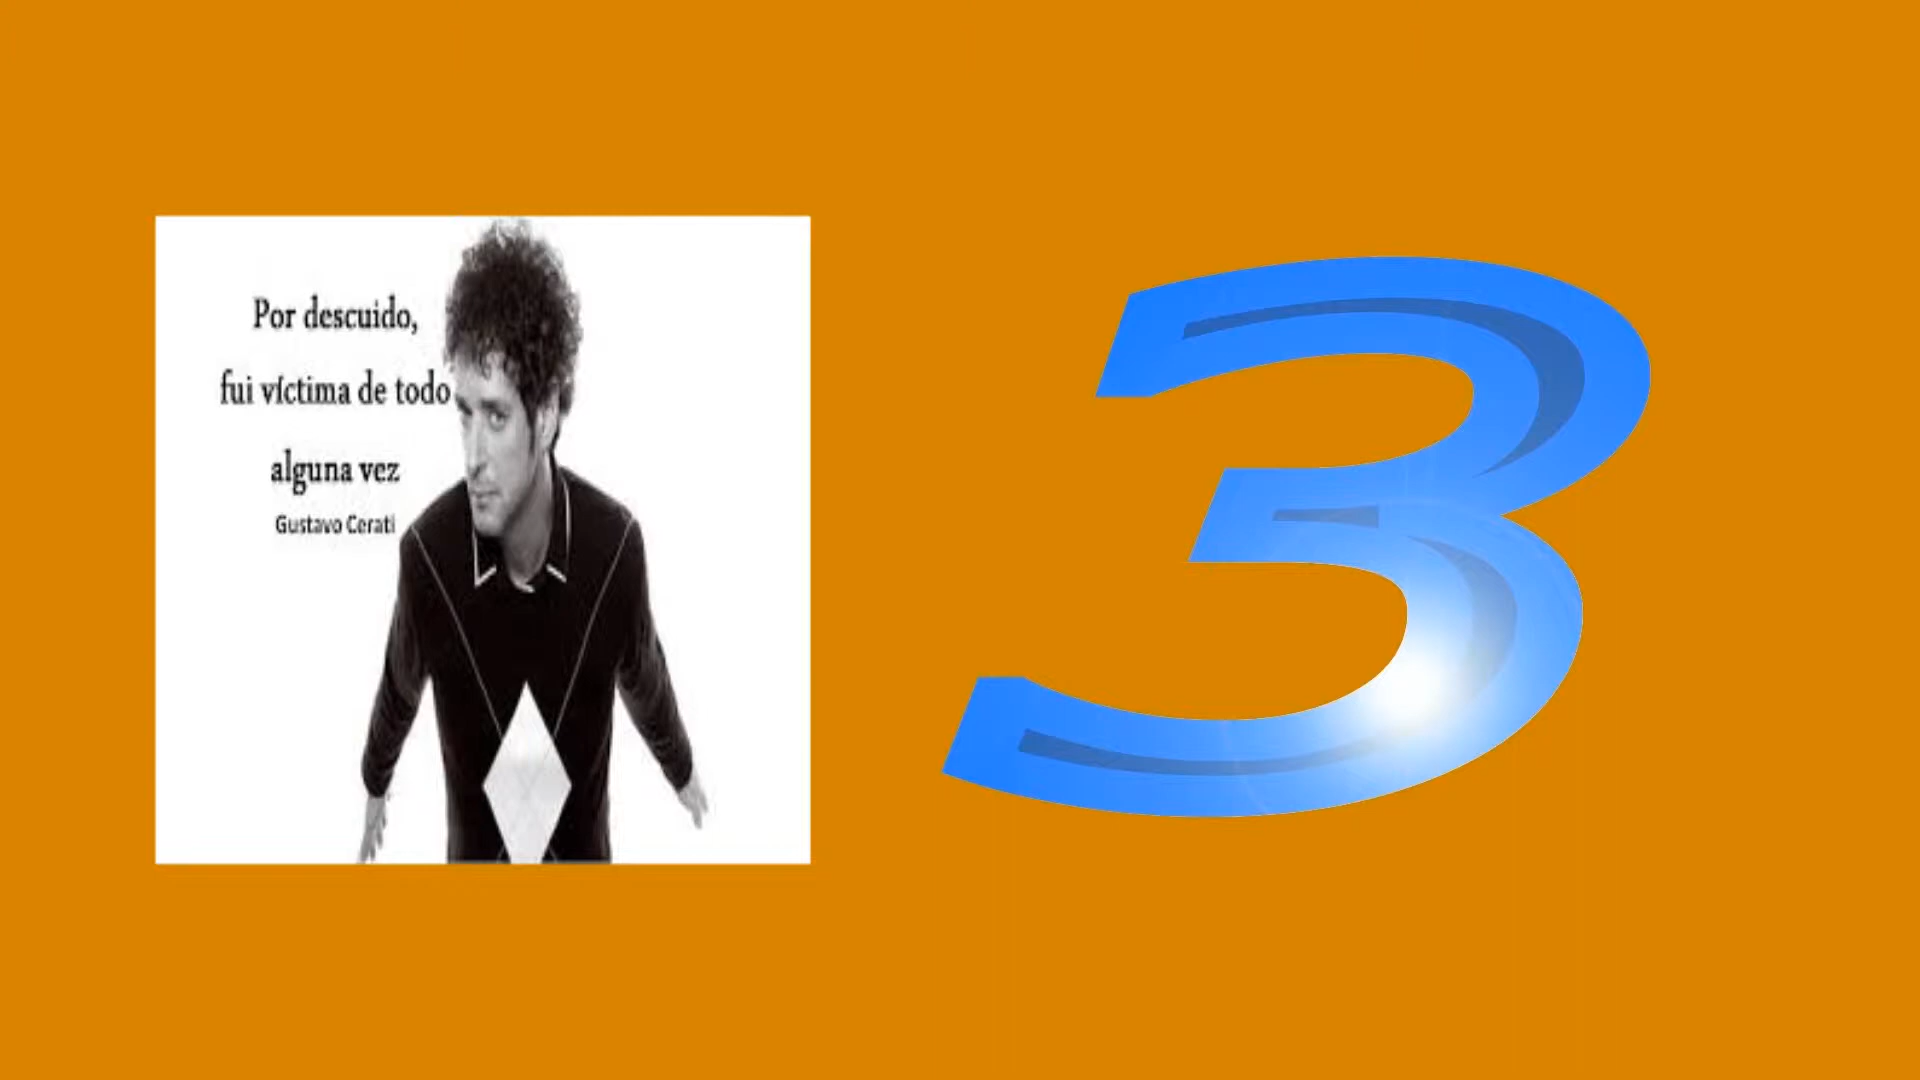 Por descuido,
fui víctima de todo
alguna vez
Gustavo Cerati
3